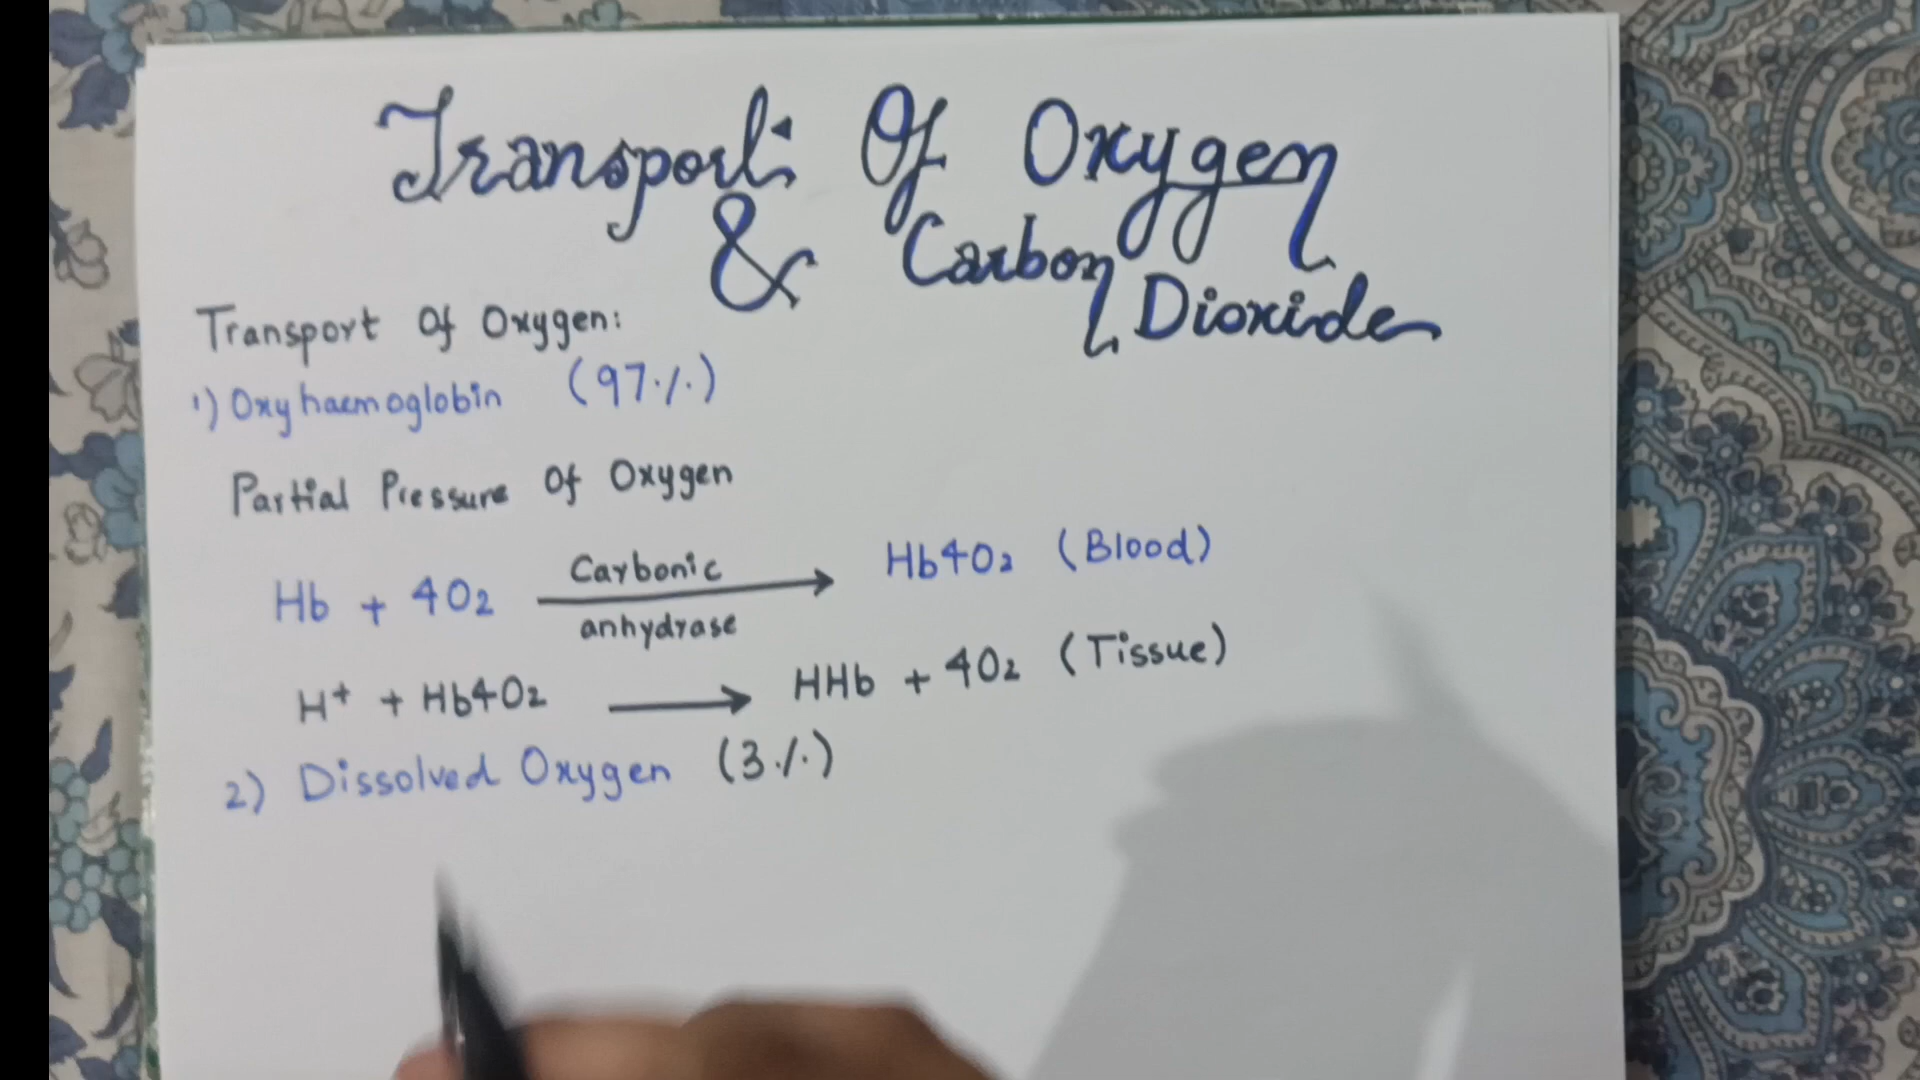 Transport Of Oxygen
& Carbon
Dioxide
Transport Of Oxygen:
1) Oxyhaemoglobin (97%)
Partial Pressure Of Oxygen
Hb + 4O2 Carbonic anhydrase → Hb4O2 (Blood)
H+ + Hb4O2 → HHb + 4O2 (Tissue)
2) Dissolved Oxygen (3%)